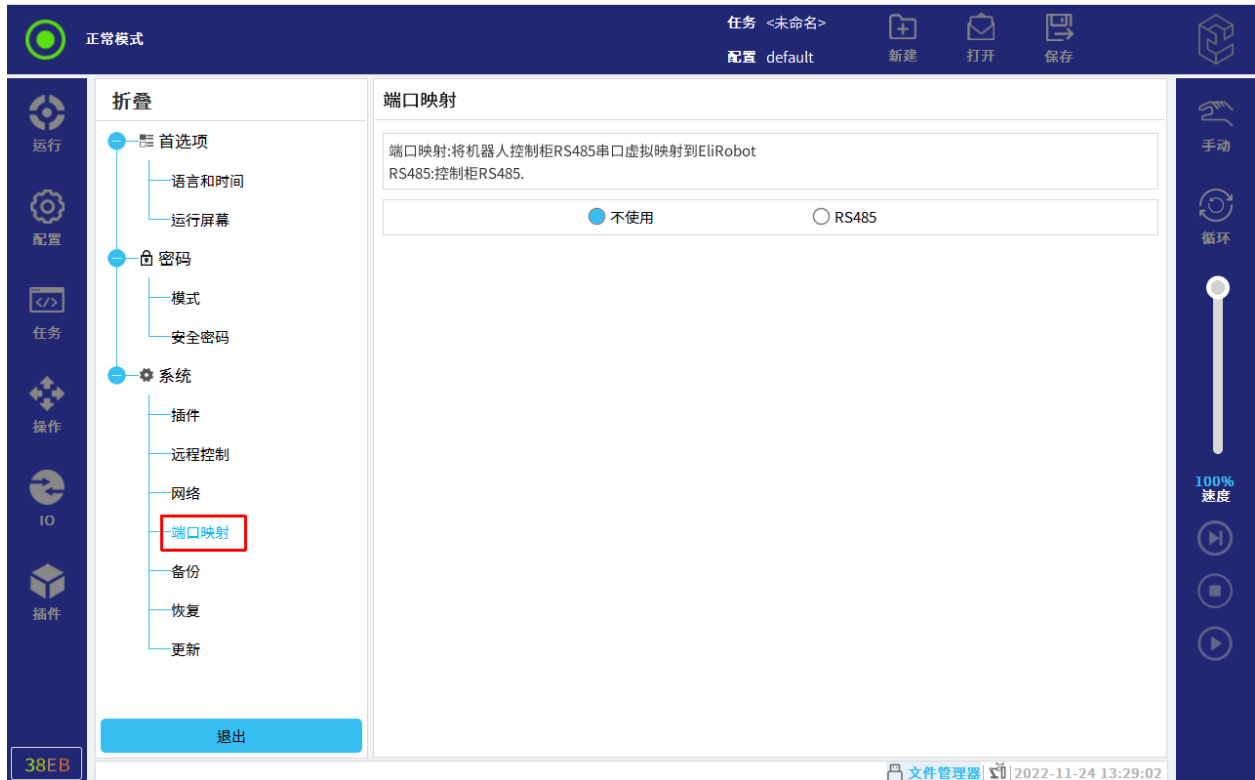 正常模式
任务 <未命名>
配置 default
新建
打开
保存
运行
配置
</>
任务
操作
IO
插件
38EB
折叠
首选项
语言和时间
运行屏幕
密码
模式
安全密码
系统
插件
远程控制
网络
端口映射
备份
恢复
更新
退出
端口映射
端口映射:将机器人控制柜RS485串口虚拟映射到EliRobot
RS485:控制柜RS485.
不使用 RS485
手动
循环
100%
速度
文件管理器 2022-11-24 13:29:02